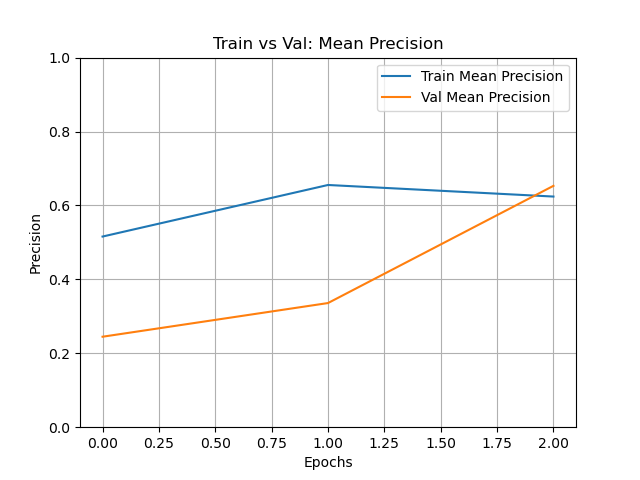 Train vs Val: Mean Precision
Train Mean Precision
Val Mean Precision
Precision
1.0
0.8
0.6
0.4
0.2
0.0
0.00 0.25 0.50 0.75 1.00 1.25 1.50 1.75 2.00
Epochs